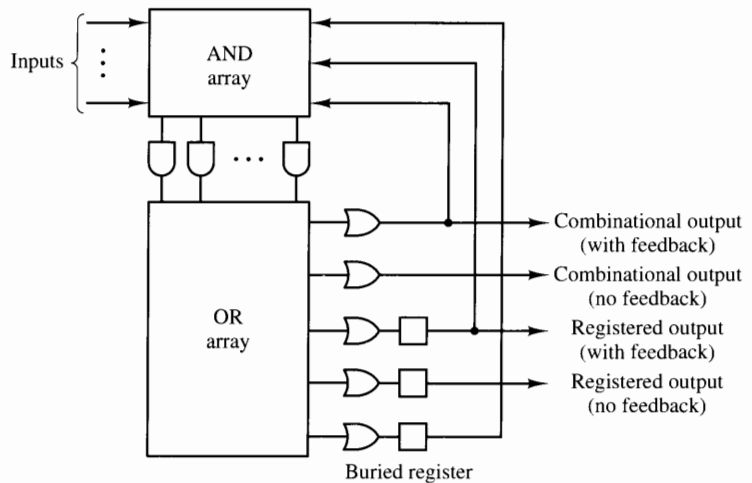 AND
array
Inputs
OR
array
Combinational output
(with feedback)
Combinational output
(no feedback)
Registered output
(with feedback)
Registered output
(no feedback)
Buried register